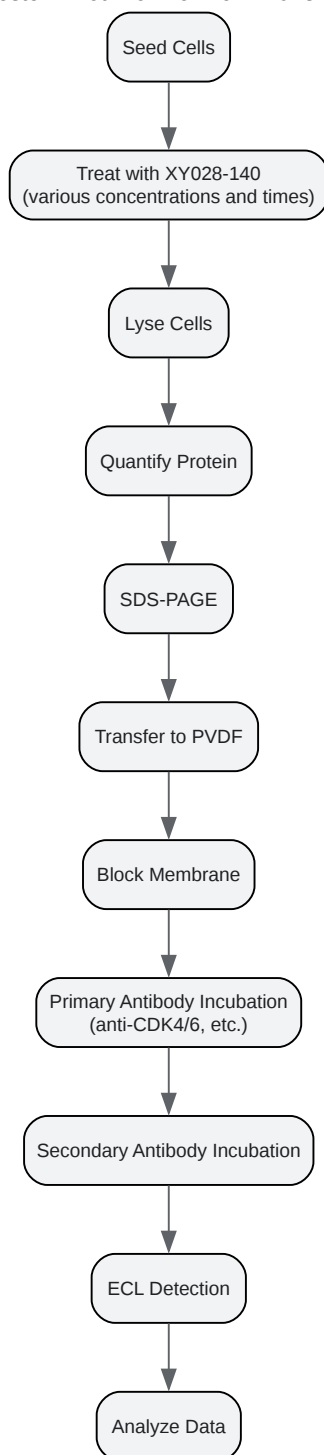 Seed Cells
Treat with XY028-140
(various concentrations and times)
Lyse Cells
Quantify Protein
SDS-PAGE
Transfer to PVDF
Block Membrane
Primary Antibody Incubation
(anti-CDK4/6, etc.)
Secondary Antibody Incubation
ECL Detection
Analyze Data